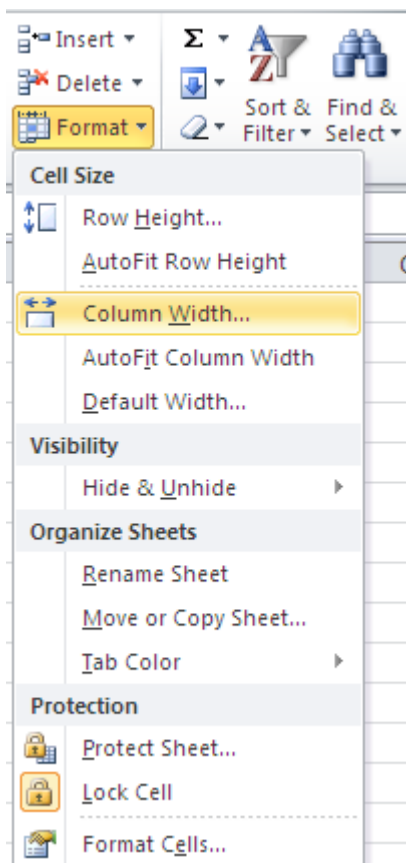 Insert
Delete
Format
Σ
AZ
Sort &
Filter
Find &
Select
Cell Size
Row Height...
AutoFit Row Height
Column Width...
AutoFit Column Width
Default Width...
Visibility
Hide & Unhide
Organize Sheets
Rename Sheet
Move or Copy Sheet...
Tab Color
Protection
Protect Sheet...
Lock Cell
Format Cells...